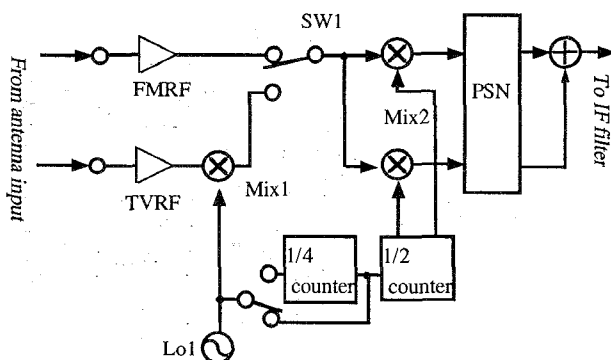 SW1
FMRF
PSN
From antenna input
To IF filter
Mix2
TVRF
Mix1
1/4
counter
1/2
counter
Lo1